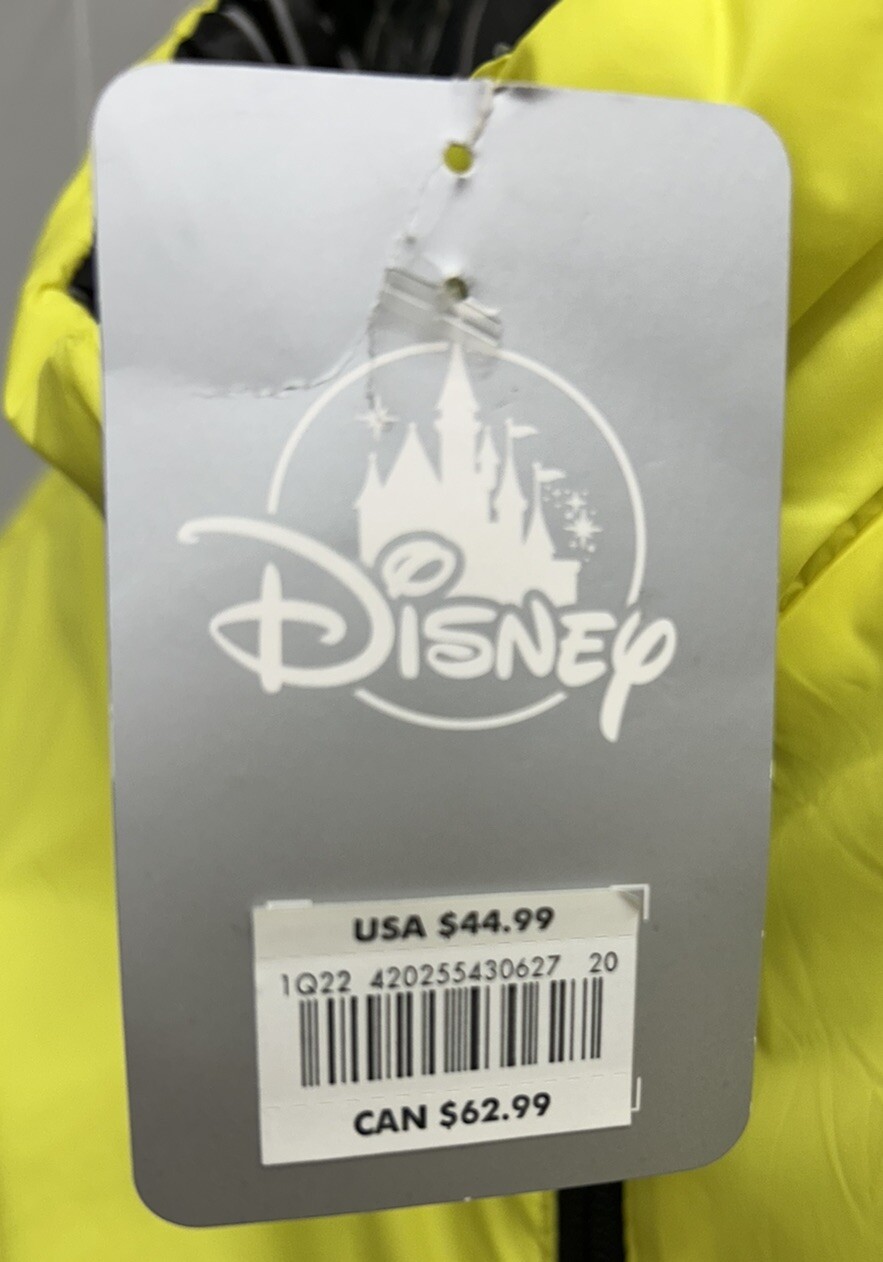 Disney
USA $44.99
1Q22 420255430627 20
CAN $62.99